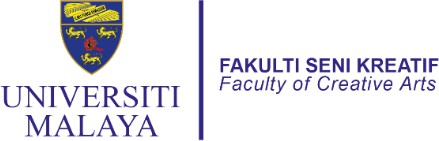 UNIVERSITI
MALAYA
FAKULTI SENI KREATIF
Faculty of Creative Arts